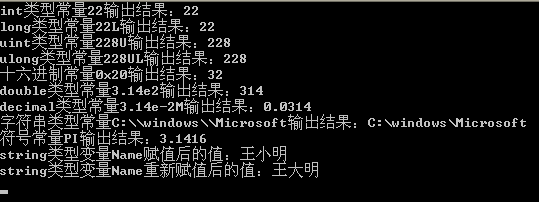 int类型常量22输出结果：22
long类型常量22L输出结果：22
uint类型常量228U输出结果：228
ulong类型常量228UL输出结果：228
十六进制常量0x20输出结果：32
double类型常量3.14e2输出结果：314
decimal类型常量3.14e-2M输出结果：0.0314
字符串类型常量C:\\windows\\Microsoft输出结果：C:\windows\Microsoft
符号常量PI输出结果：3.1416
string类型变量Name赋值后的值：王小明
string类型变量Name重新赋值后的值：王大明